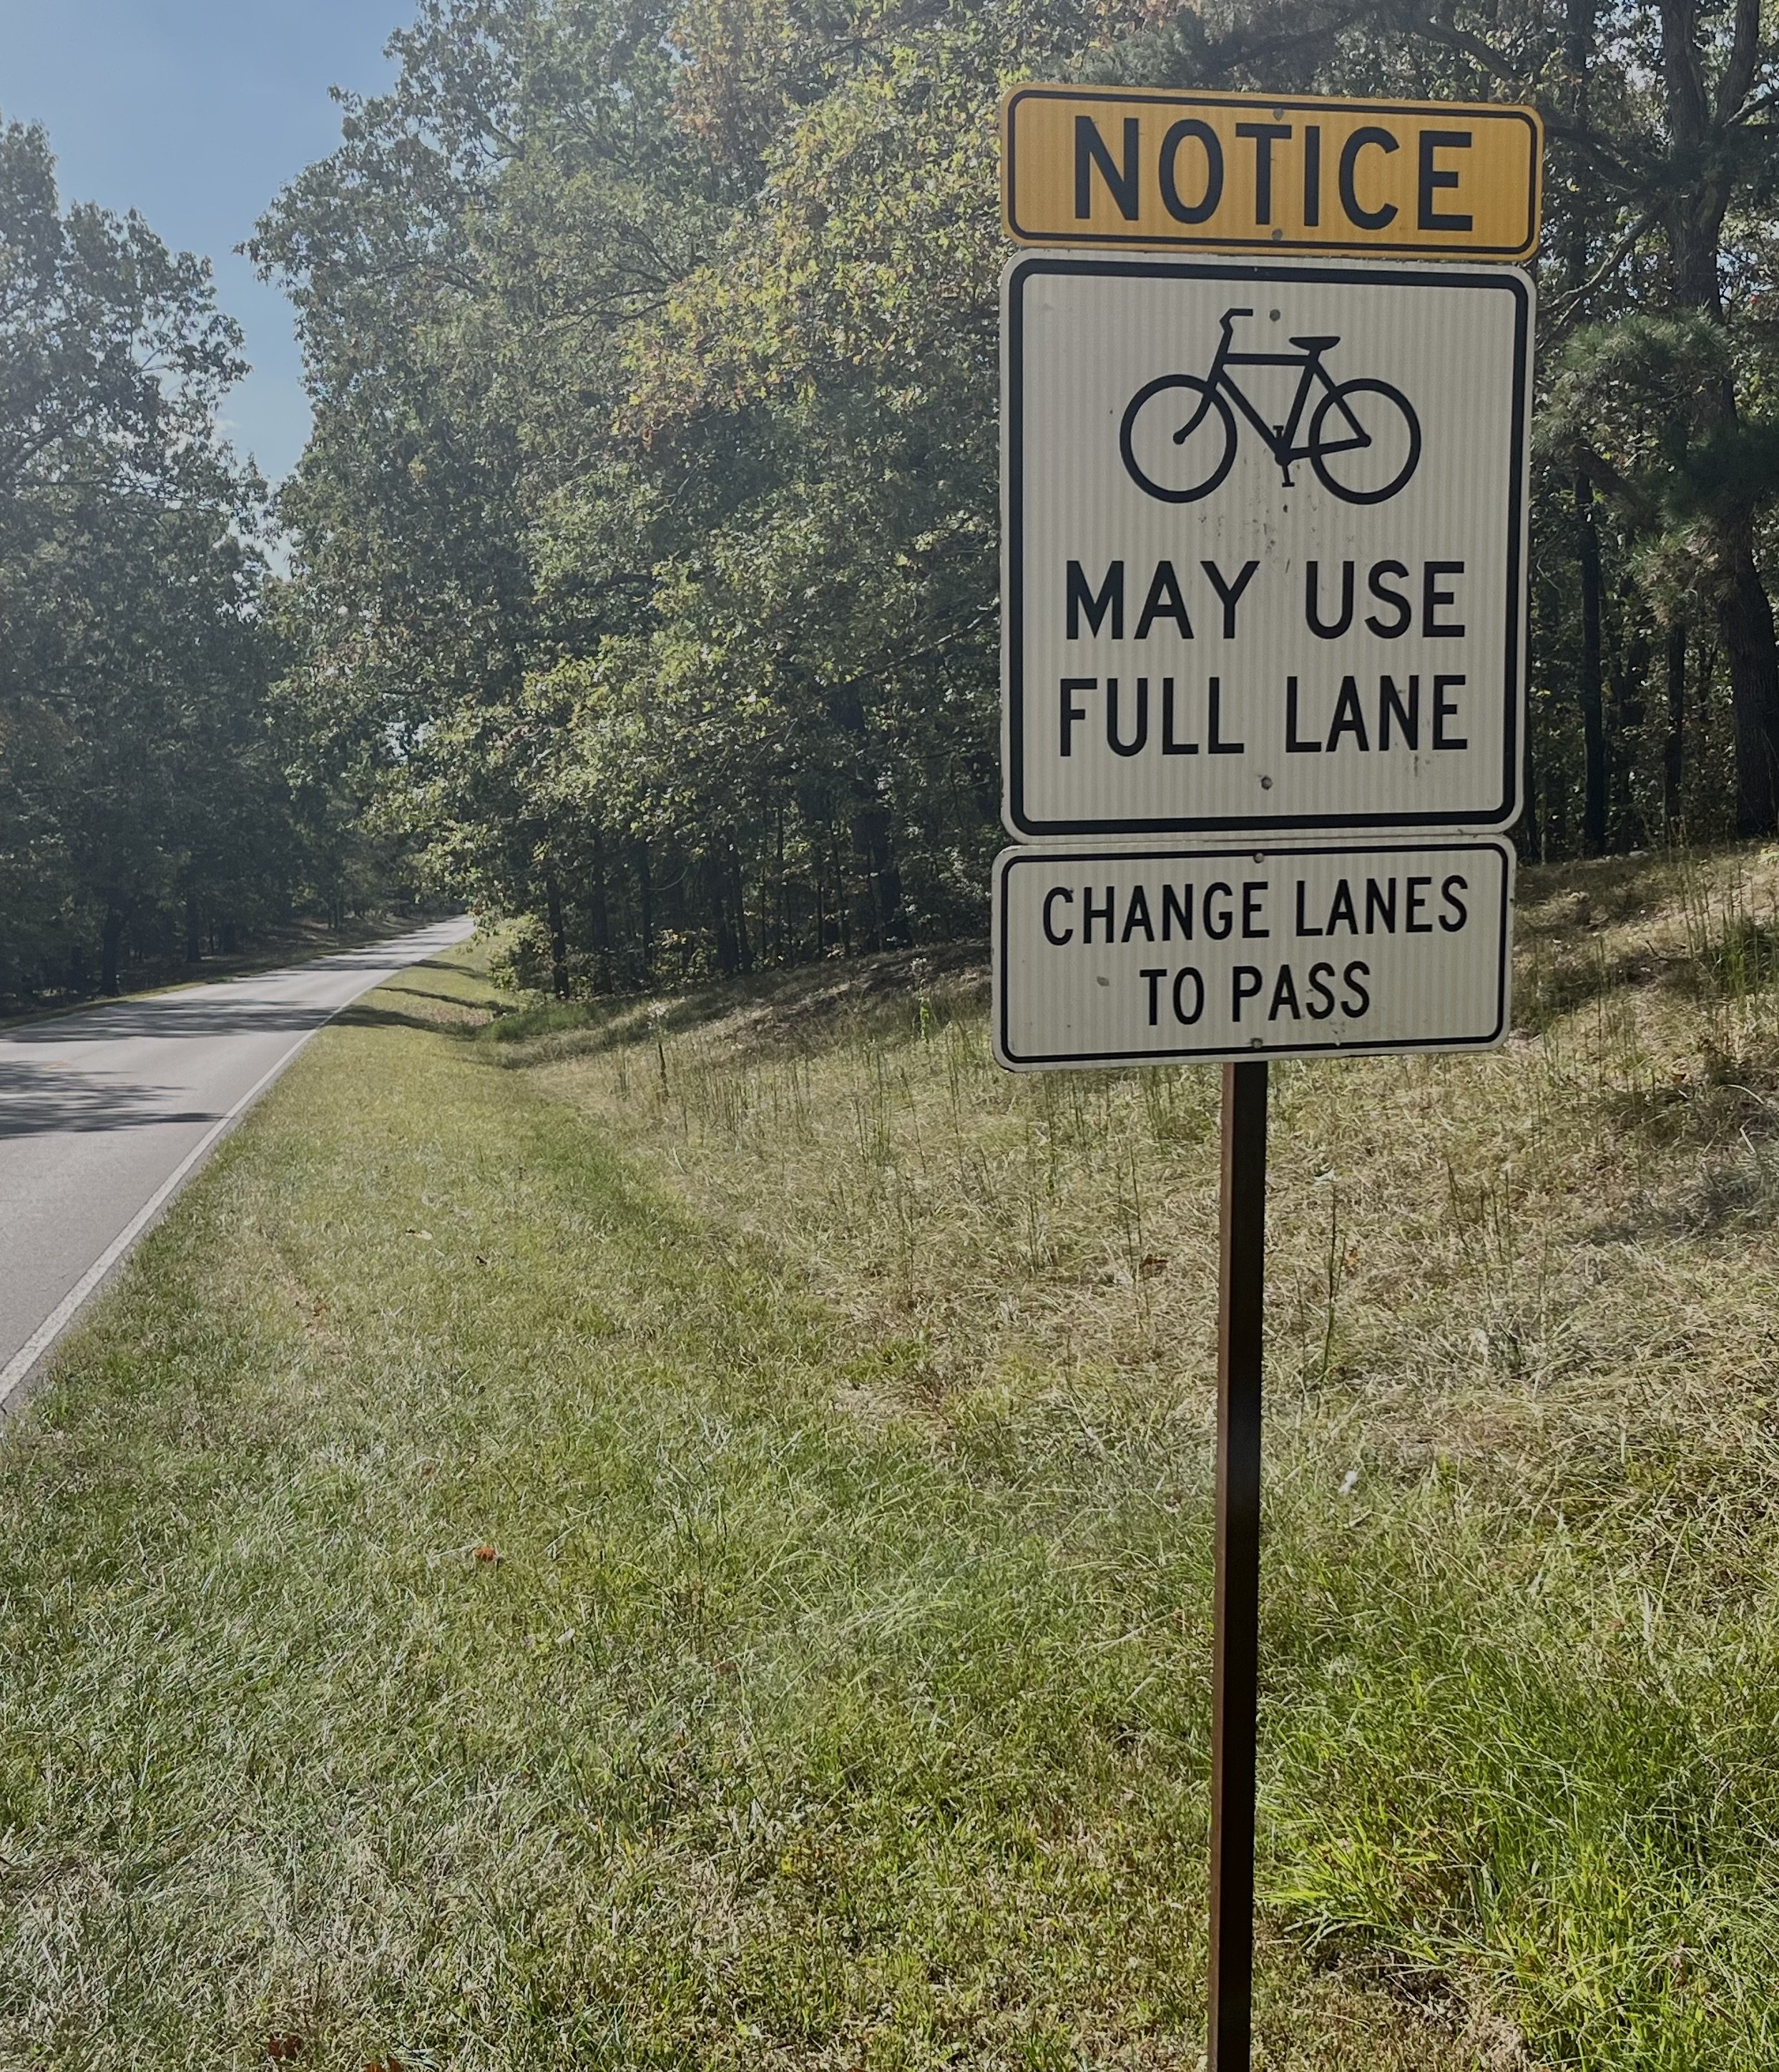 NOTICE
MAY USE
FULL LANE
CHANGE LANES
TO PASS